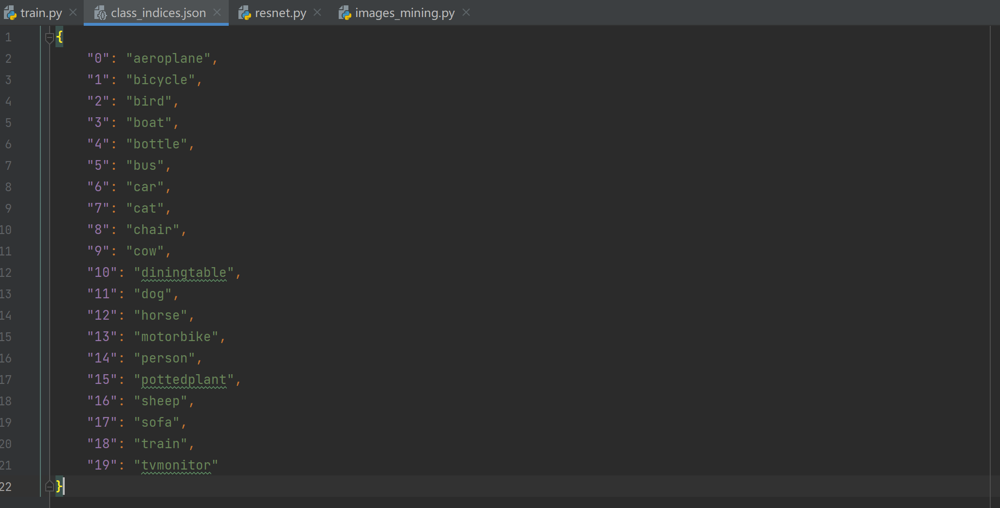 train.py class_indices.json resnet.py images_mining.py
1 {
2 "0": "aeroplane",
3 "1": "bicycle",
4 "2": "bird",
5 "3": "boat",
6 "4": "bottle",
7 "5": "bus",
8 "6": "car",
9 "7": "cat",
10 "8": "chair",
11 "9": "cow",
12 "10": "diningtable",
13 "11": "dog",
14 "12": "horse",
15 "13": "motorbike",
16 "14": "person",
17 "15": "pottedplant",
18 "16": "sheep",
19 "17": "sofa",
20 "18": "train",
21 "19": "tvmonitor"
22 }